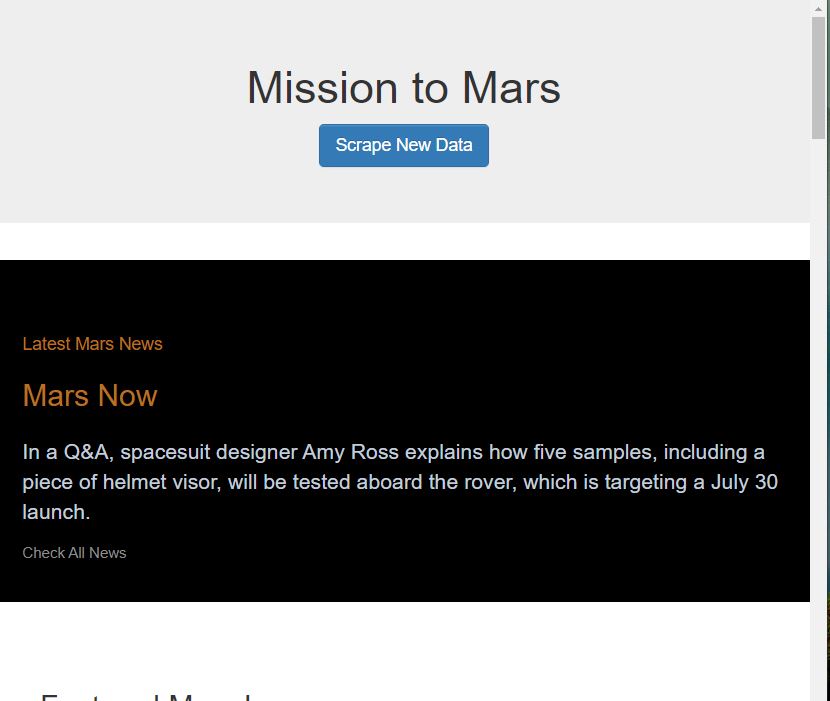 Mission to Mars
Scrape New Data
Latest Mars News
Mars Now
In a Q&A, spacesuit designer Amy Ross explains how five samples, including a
piece of helmet visor, will be tested aboard the rover, which is targeting a July 30
launch.
Check All News